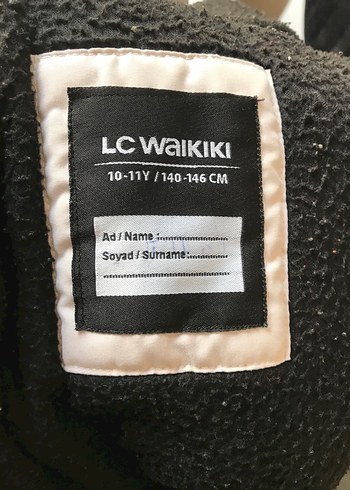 LC WAIKIKI
10-11Y / 140-146 CM
Ad / Name :
Soyad / Surname: